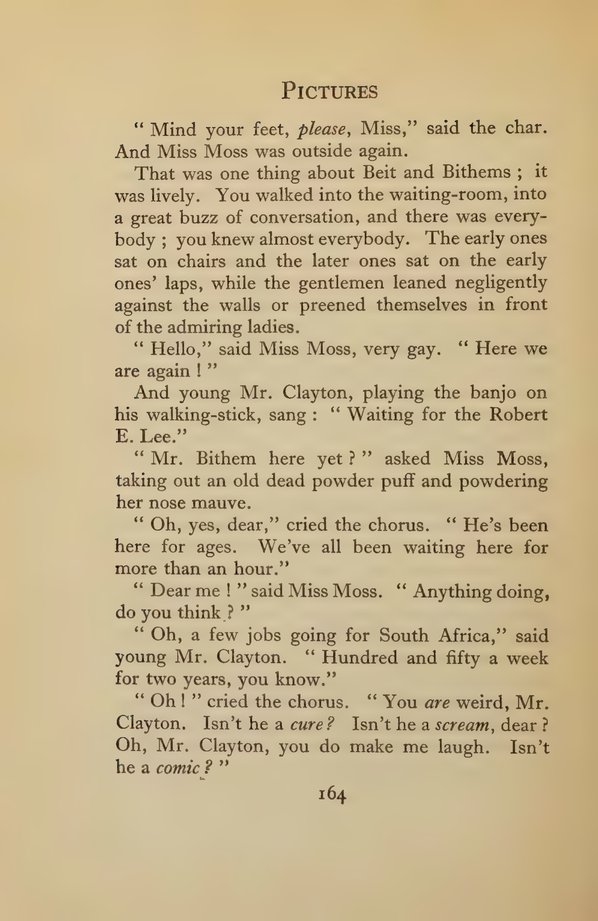 PICTURES
“ Mind your feet, please, Miss,” said the char.
And Miss Moss was outside again.
That was one thing about Beit and Bithems ; it
was lively. You walked into the waiting-room, into
a great buzz of conversation, and there was every-
body ; you knew almost everybody. The early ones
sat on chairs and the later ones sat on the early
ones’ laps, while the gentlemen leaned negligently
against the walls or preened themselves in front
of the admiring ladies.
“ Hello,” said Miss Moss, very gay. “ Here we
are again ! ”
And young Mr. Clayton, playing the banjo on
his walking-stick, sang : “ Waiting for the Robert
E. Lee.”
“ Mr. Bithem here yet ? ” asked Miss Moss,
taking out an old dead powder puff and powdering
her nose mauve.
“ Oh, yes, dear,” cried the chorus. “ He’s been
here for ages. We’ve all been waiting here for
more than an hour.”
“ Dear me ! ” said Miss Moss. “ Anything doing,
do you think ? ”
“ Oh, a few jobs going for South Africa,” said
young Mr. Clayton. “ Hundred and fifty a week
for two years, you know.”
“ Oh ! ” cried the chorus. “ You are weird, Mr.
Clayton. Isn’t he a cure ? Isn’t he a scream, dear ?
Oh, Mr. Clayton, you do make me laugh. Isn’t
he a comic ? ”
164